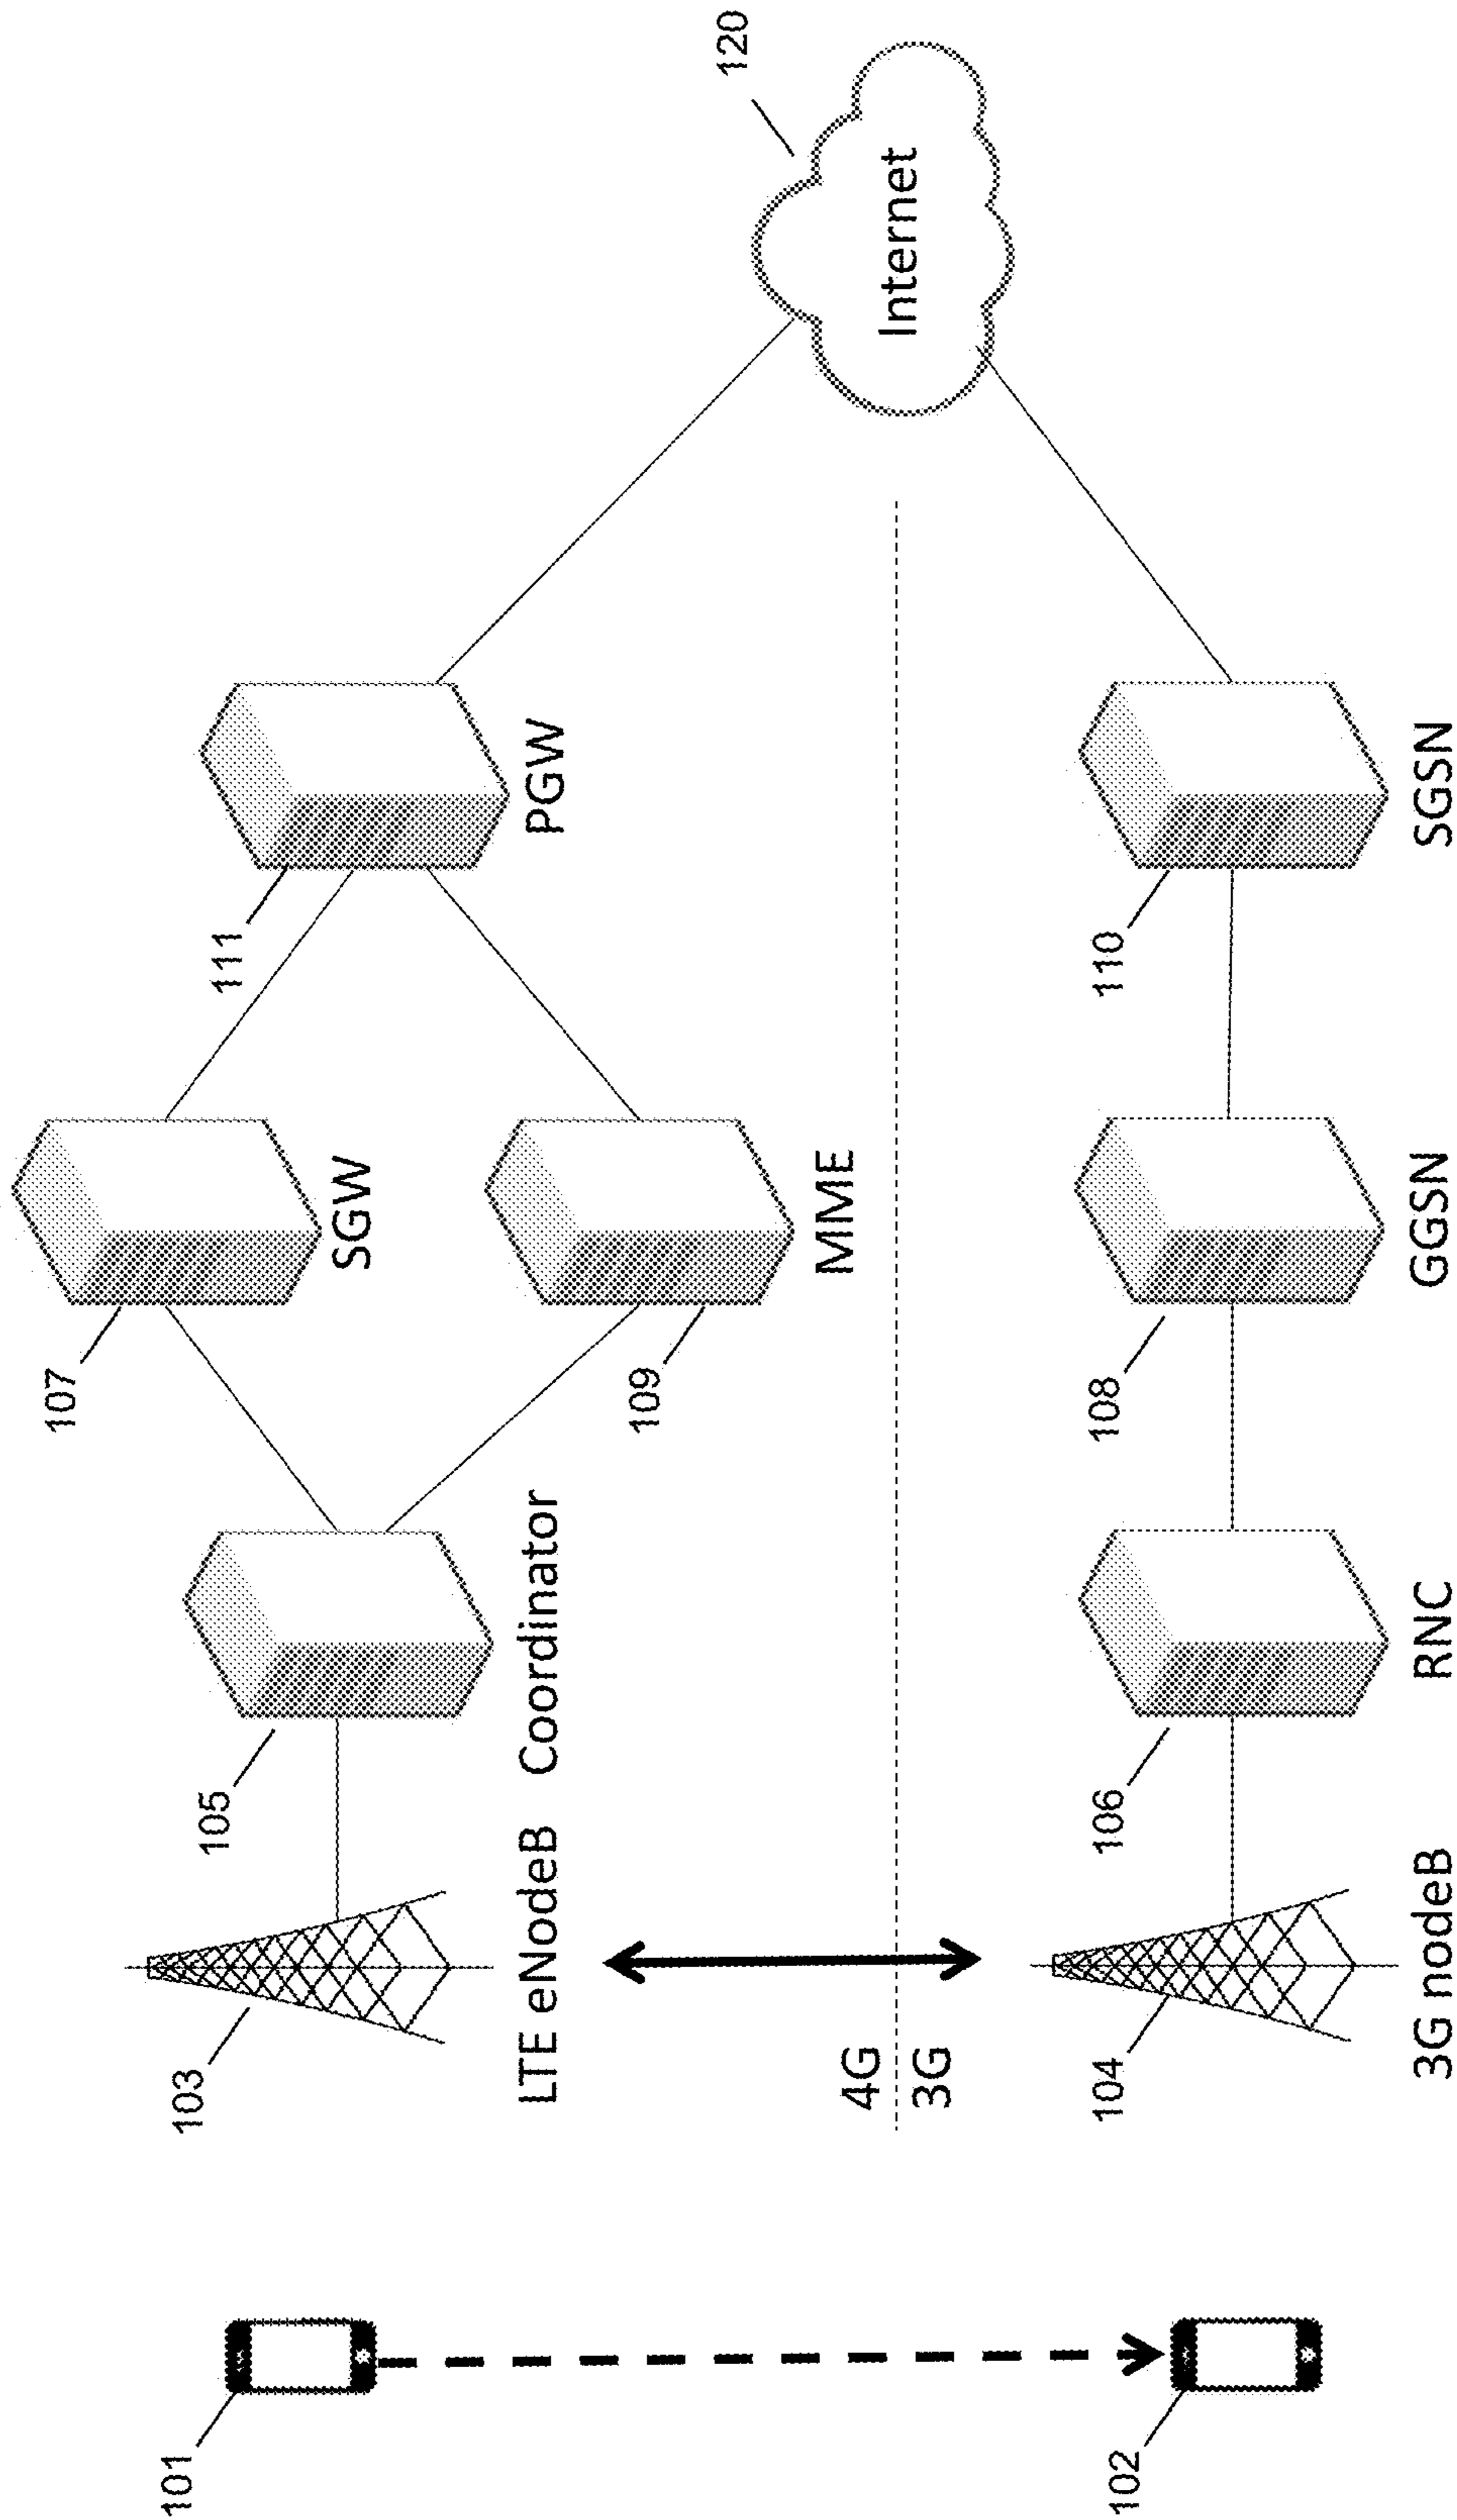 107
101
103
105
111
SGW
LTE eNodeB
Coordinator
PGW
109
120
MME
4G
Internet
3G
102
104
106
108
110
3G nodeB
RNC
GGSN
SGSN